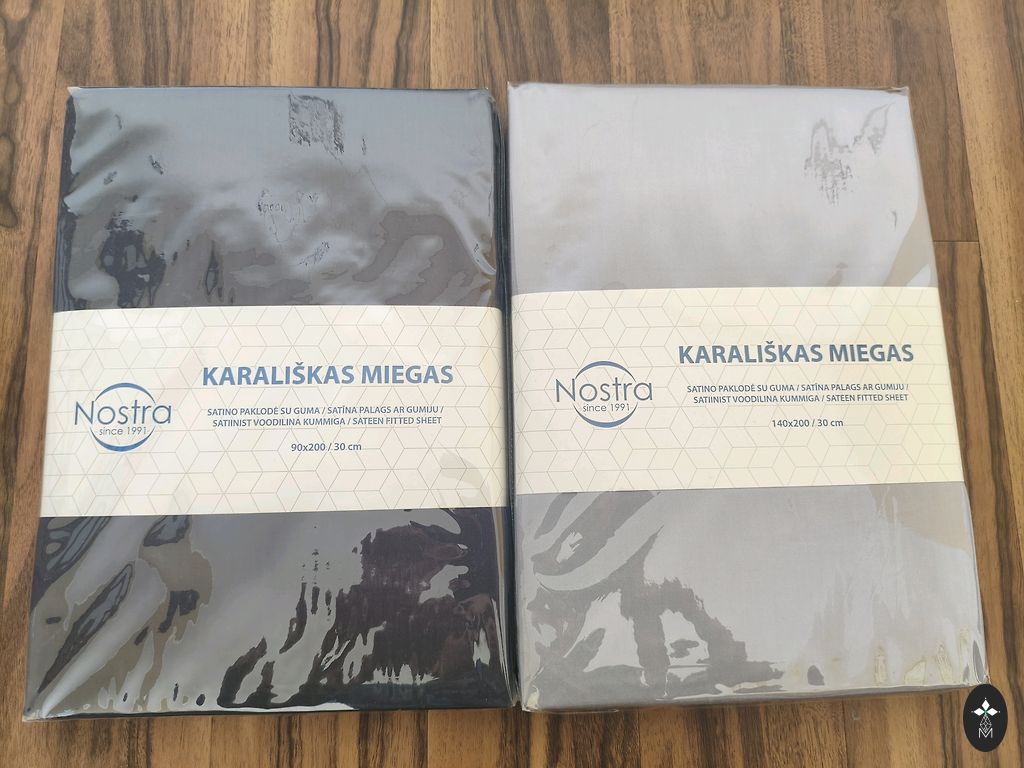 KARALIŠKAS MIEGAS
Nostra
since 1991
SATINO PAKLODĖ SU GUMA / SATĪNA PALAGS AR GUMIJU /
SATIINIST VOODILINA KUMMIGA / SATEEN FITTED SHEET
90x200 / 30 cm
KARALIŠKAS MIEGAS
Nostra
since 1991
SATINO PAKLODĖ SU GUMA / SATĪNA PALAGS AR GUMIJU /
SATIINIST VOODILINA KUMMIGA / SATEEN FITTED SHEET
140x200 / 30 cm
M